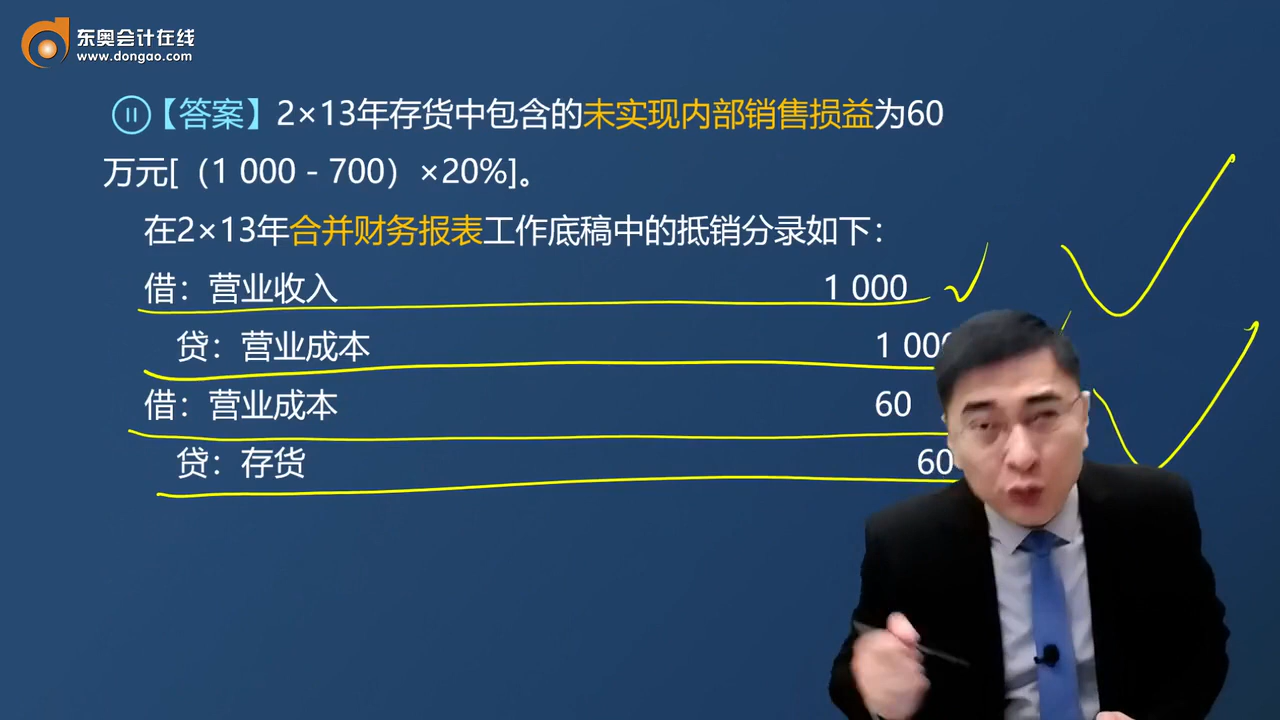 东奥会计在线
www.dongao.com
【答案】2×13年存货中包含的未实现内部销售损益为60
万元[（1 000 - 700）×20%]。
在2×13年合并财务报表工作底稿中的抵销分录如下：
借：营业收入 1 000
贷：营业成本 1 000
借：营业成本 60
贷：存货 60